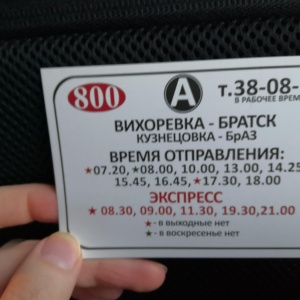 800 А т.38-08-
В РАБОЧЕЕ ВРЕМ
ВИХОРЕВКА - БРАТСК
КУЗНЕЦОВКА - БрАЗ
ВРЕМЯ ОТПРАВЛЕНИЯ:
★07.20, ★08.00, 10.00, 13.00, 14.25
15.45, 16.45, ★17.30, 18.00
ЭКСПРЕСС
★ 08.30, 09.00, 11.30, 19.30,21.00
★ - в выходные нет
★ - в воскресенье нет